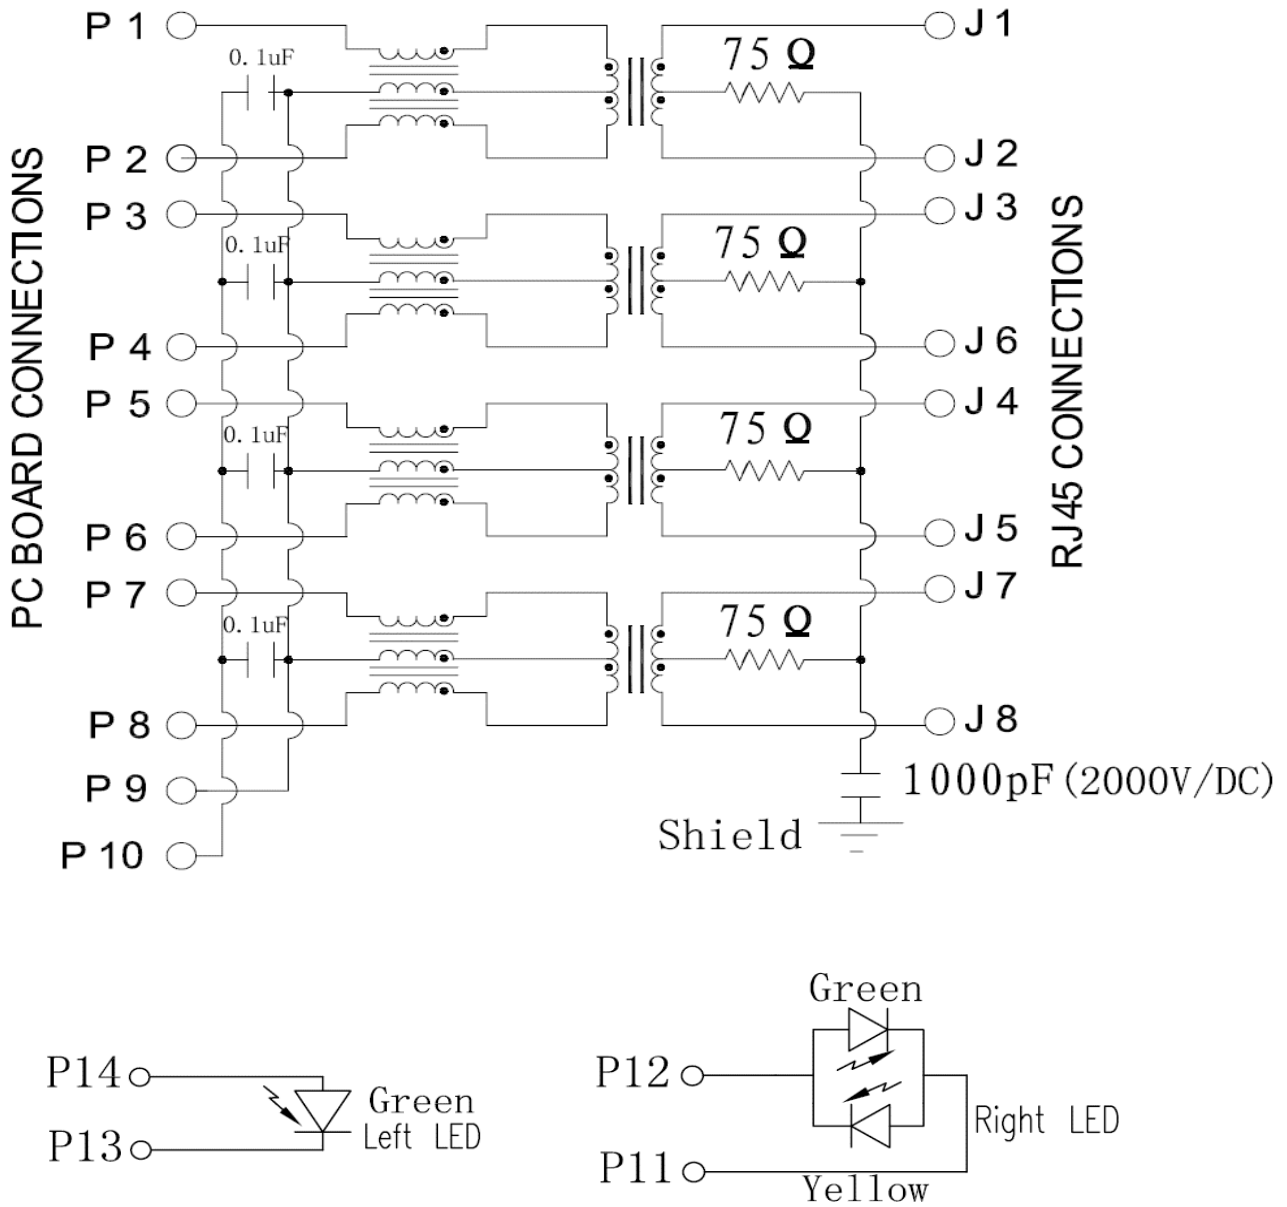 P 1
J 1
0.1uF
75 Ω
P 2
J 2
P 3
J 3
0.1uF
75 Ω
P 4
J 6
P 5
J 4
0.1uF
75 Ω
P 6
J 5
P 7
J 7
0.1uF
75 Ω
P 8
J 8
P 9
1000pF(2000V/DC)
Shield
P 10
PC BOARD CONNECTIONS
RJ45 CONNECTIONS
P14
Green
Left LED
P13
Green
P12
Right LED
P11
Yellow